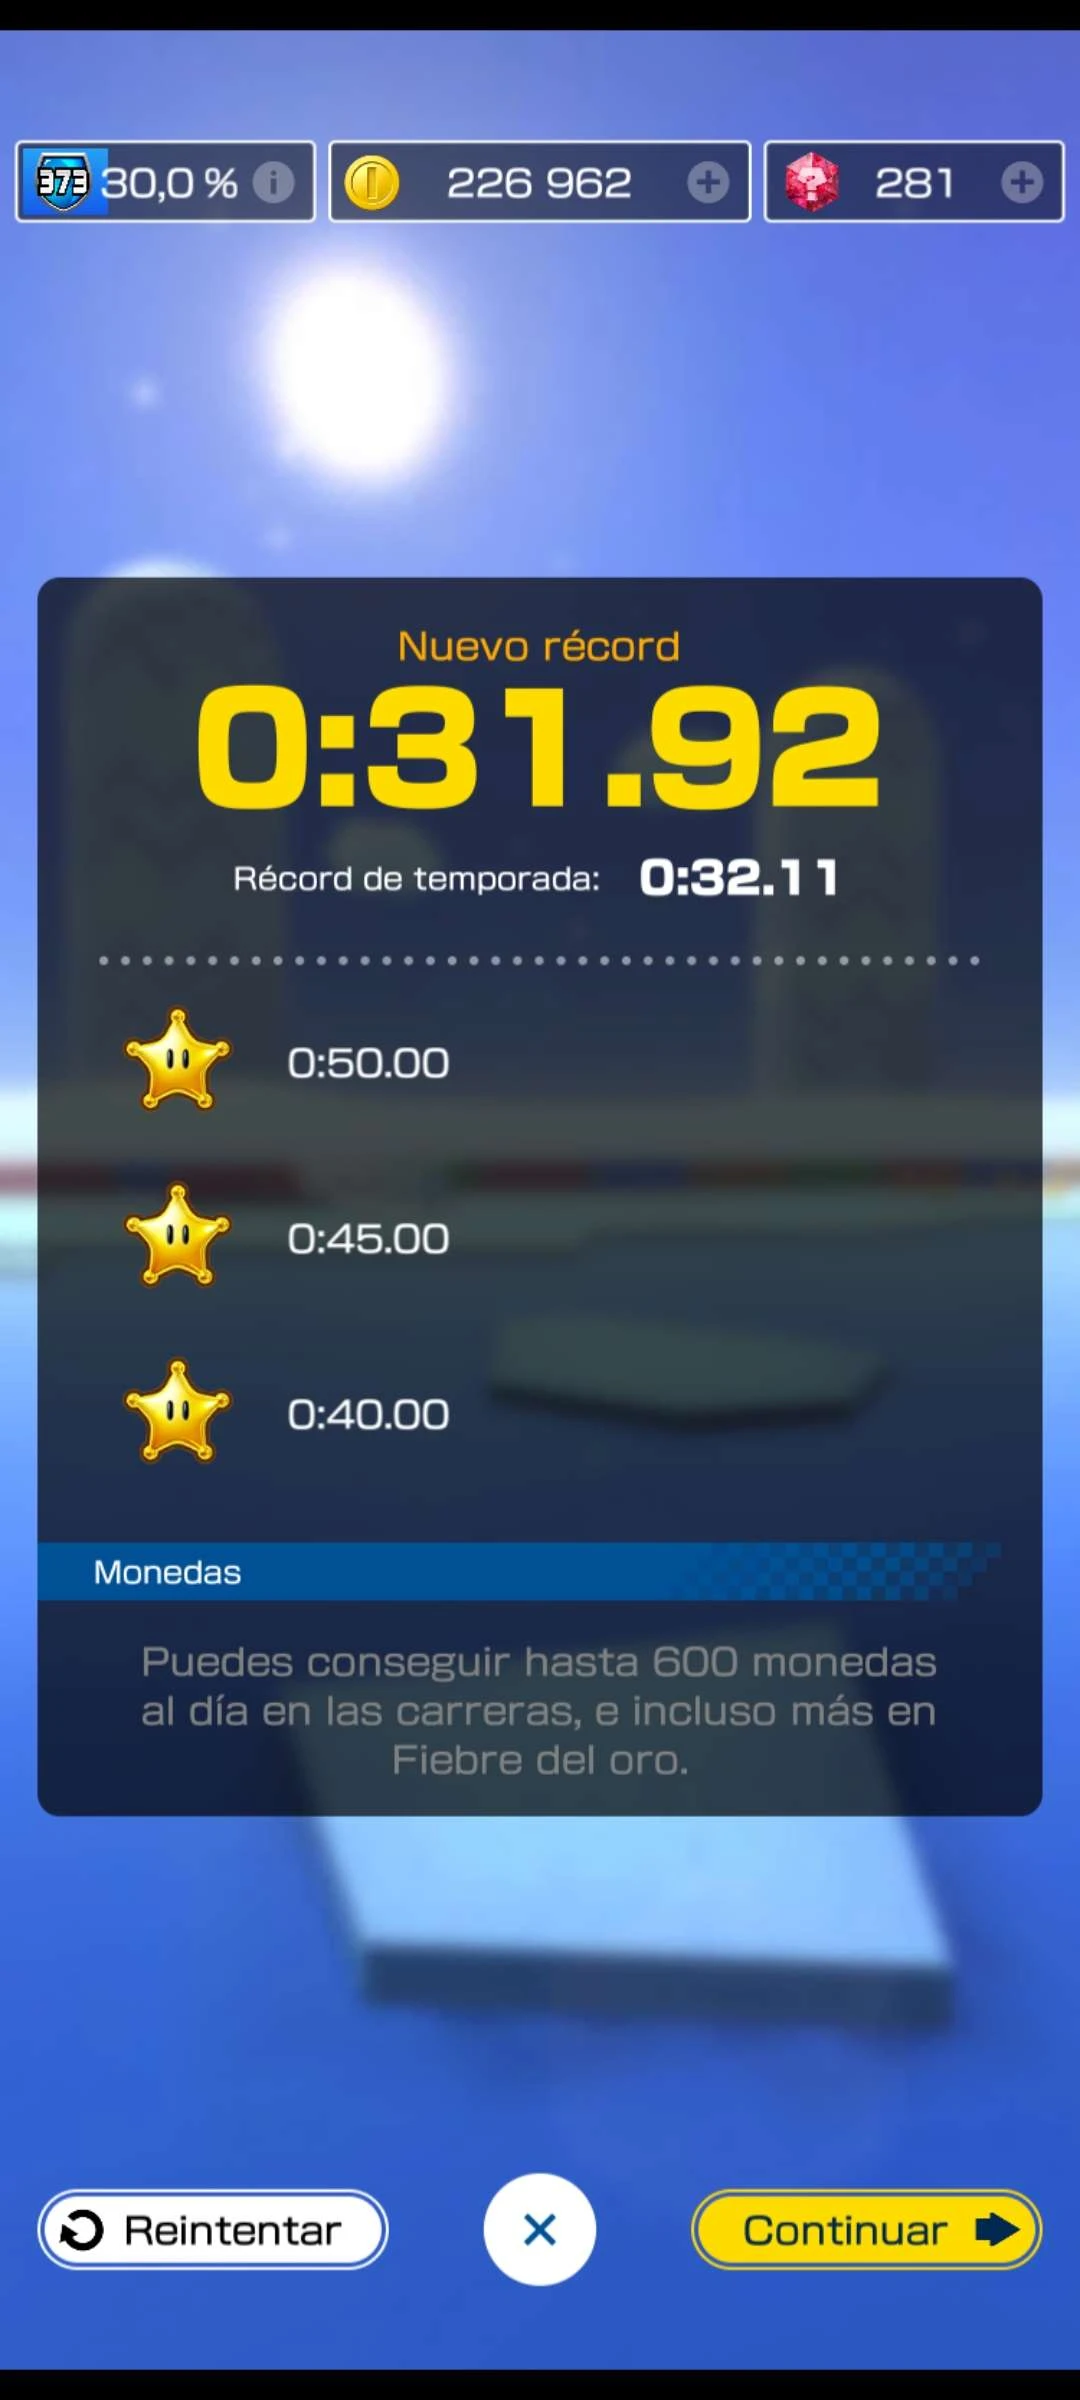 373 30,0 % i 226 962 + 281 +
Nuevo récord
0:31.92
Récord de temporada: 0:32.11
0:50.00
0:45.00
0:40.00
Monedas
Puedes conseguir hasta 600 monedas
al día en las carreras, e incluso más en
Fiebre del oro.
Reintentar × Continuar